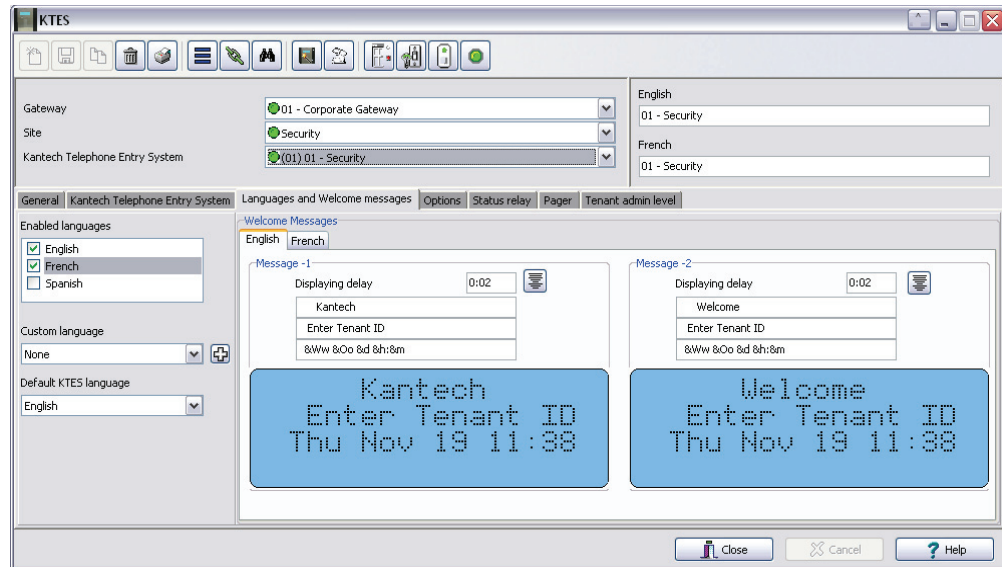 KTES
English
Gateway
01 - Corporate Gateway
01 - Security
Site
Security
French
Kantech Telephone Entry System
(01) 01 - Security
01 - Security
General Kantech Telephone Entry System Languages and Welcome messages Options Status relay Pager Tenant admin level
Enabled languages
English
French
Spanish
Custom language
None
Default KTES language
English
Welcome Messages
English French
Message -1
Displaying delay 0:02
Kantech
Enter Tenant ID
&Ww &Oo &d &h:&m
Kantech
Enter Tenant ID
Thu Nov 19 11:38
Message -2
Displaying delay 0:02
Welcome
Enter Tenant ID
&Ww &Oo &d &h:&m
Welcome
Enter Tenant ID
Thu Nov 19 11:38
Close Cancel ? Help